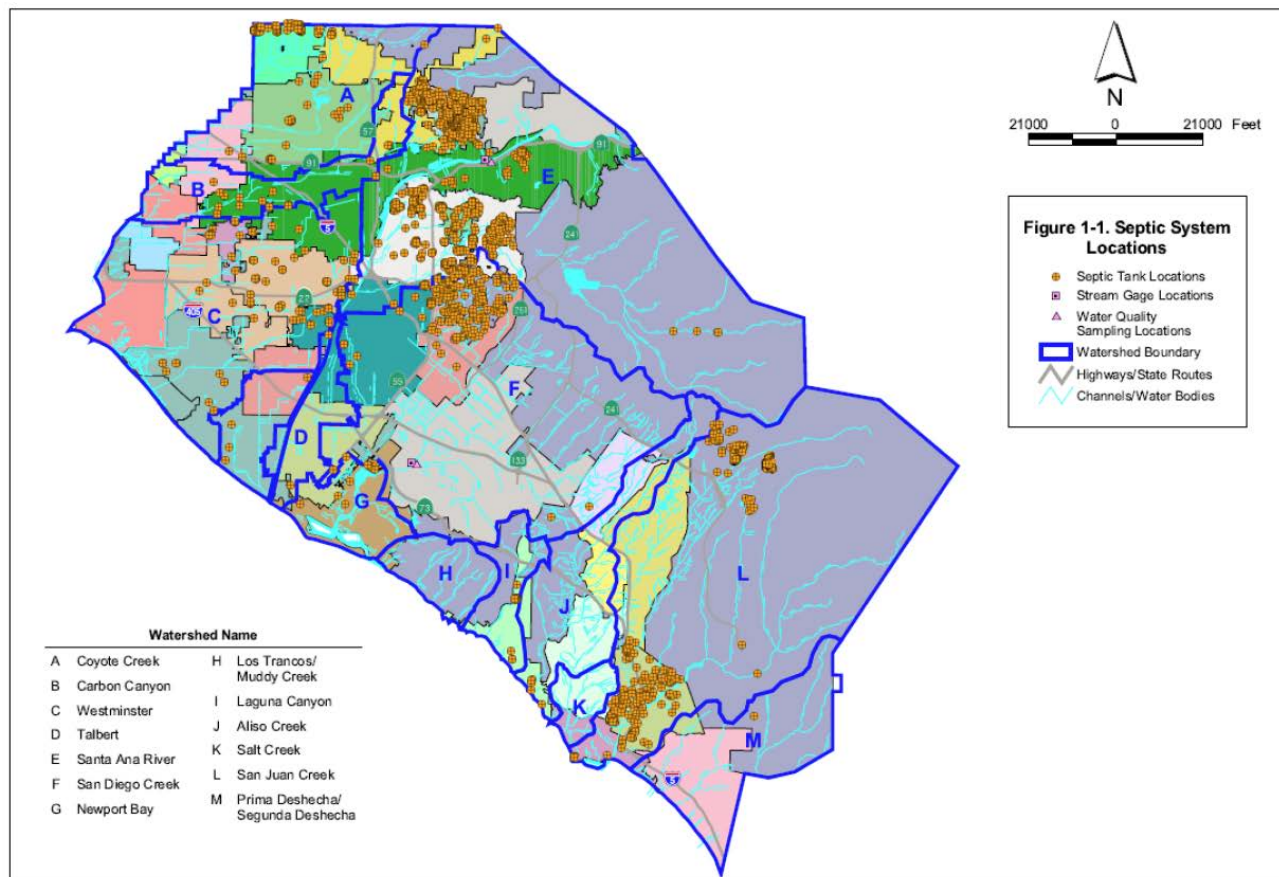 N
21000 0 21000 Feet
Figure 1-1. Septic System
Locations
Septic Tank Locations
Stream Gage Locations
Water Quality
Sampling Locations
Watershed Boundary
Highways/State Routes
Channels/Water Bodies
A
57
91
91
E
B
5
241
22
405
C
261
55
F
241
D
133
G
73
H
I
J
L
K
M
5
Watershed Name
A Coyote Creek
B Carbon Canyon
C Westminster
D Talbert
E Santa Ana River
F San Diego Creek
G Newport Bay
H Los Trancos/
Muddy Creek
I Laguna Canyon
J Aliso Creek
K Salt Creek
L San Juan Creek
M Prima Deshecha/
Segunda Deshecha